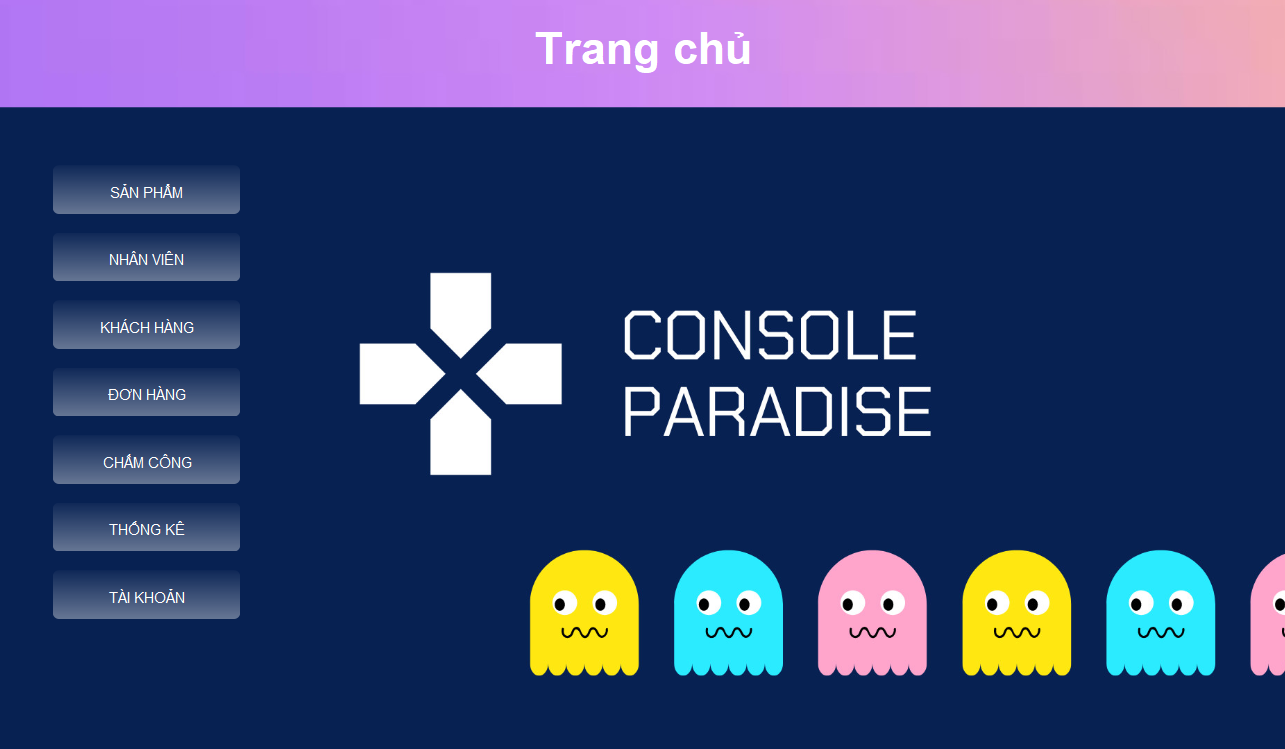 Trang chủ
SẢN PHẨM
NHÂN VIÊN
KHÁCH HÀNG
ĐƠN HÀNG
CHẤM CÔNG
THỐNG KÊ
TÀI KHOẢN
CONSOLE
PARADISE